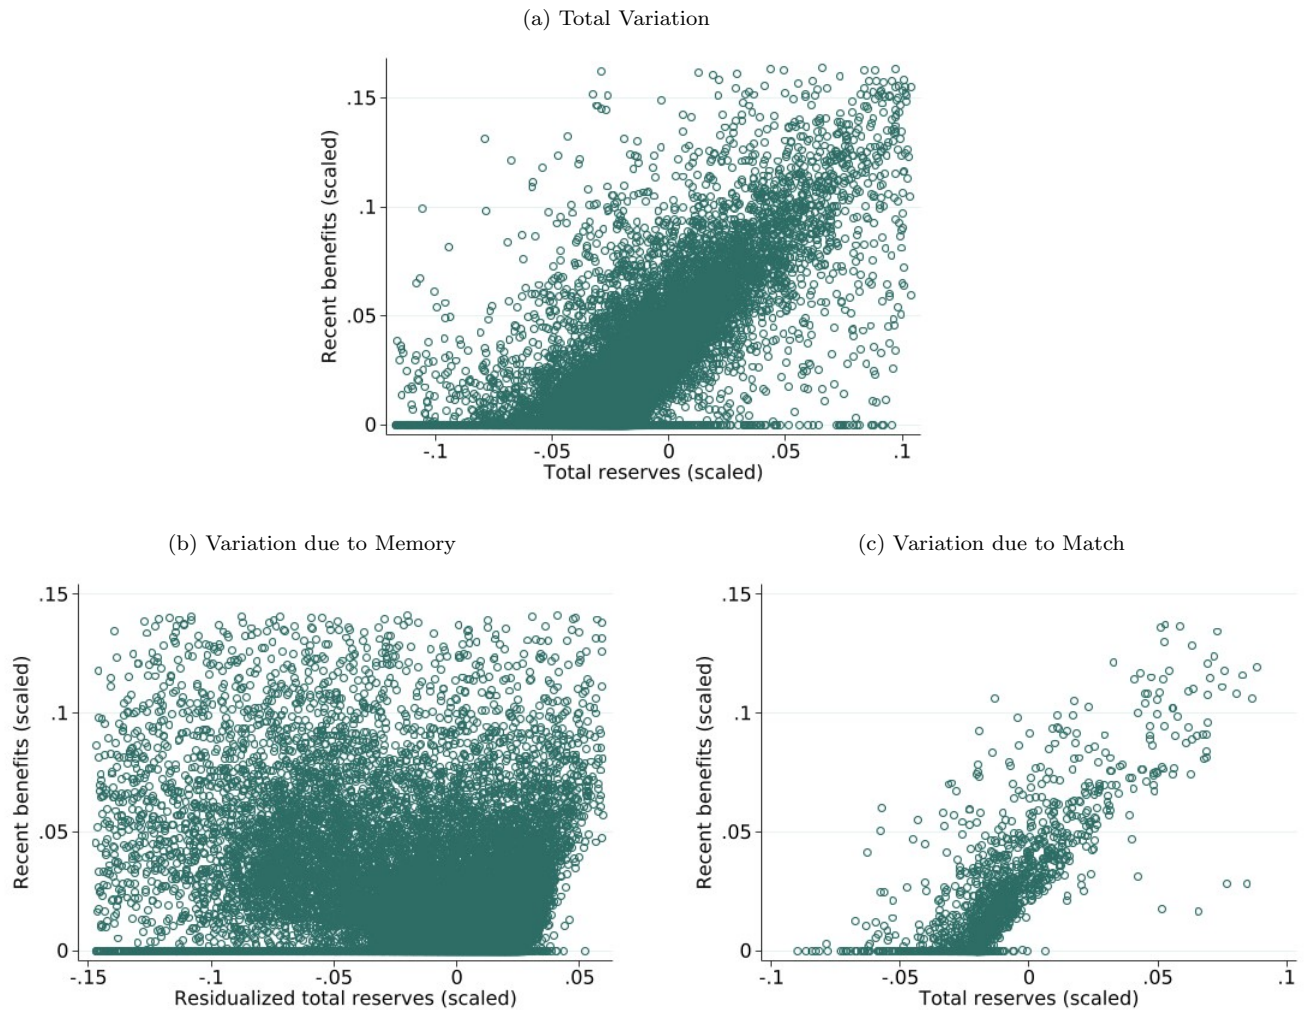 (a) Total Variation
Recent benefits (scaled)
.15
.1
.05
0
-.1 -.05 0 .05 .1
Total reserves (scaled)
(b) Variation due to Memory
Recent benefits (scaled)
.15
.1
.05
0
-.15 -.1 -.05 0 .05
Residualized total reserves (scaled)
(c) Variation due to Match
Recent benefits (scaled)
.15
.1
.05
0
-.1 -.05 0 .05 .1
Total reserves (scaled)